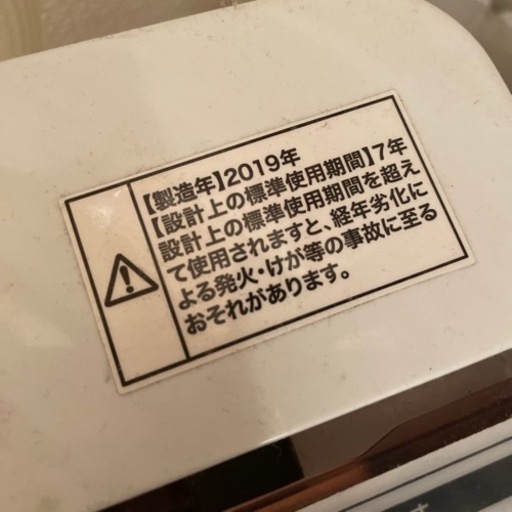 【製造年】2019年
【設計上の標準使用期間】7年
設計上の標準使用期間を超え
て使用されますと、経年劣化に
よる発火・けが等の事故に至る
おそれがあります。